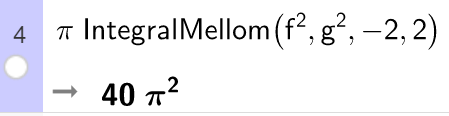 4 π IntegralMellom(f², g², −2, 2)
→ 40 π²